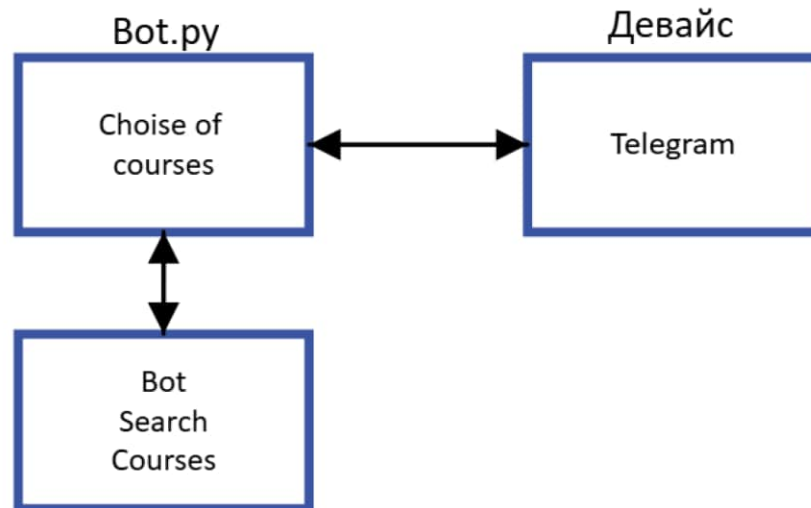 Bot.py
Девайс
Choise of
courses
Telegram
Bot
Search
Courses